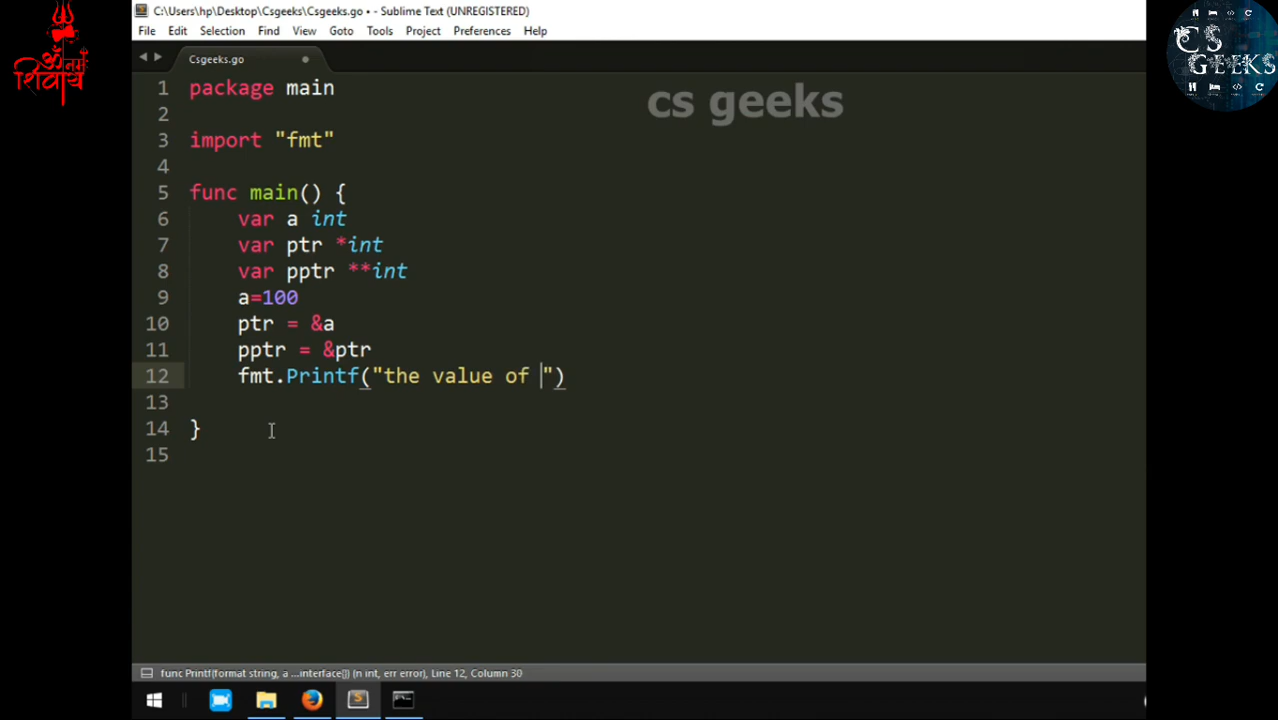 C:\Users\hp\Desktop\Csgeeks\Csgeeks.go • - Sublime Text (UNREGISTERED)
File Edit Selection Find View Goto Tools Project Preferences Help
Csgeeks.go
ॐ नमः
शिवाय
CS
GEEKS
cs geeks
1 package main
2
3 import "fmt"
4
5 func main() {
6 var a int
7 var ptr *int
8 var pptr **int
9 a=100
10 ptr = &a
11 pptr = &ptr
12 fmt.Printf("the value of ")
13
14 }
15
func Printf(format string, a ...interface{}) (n int, err error), Line 12, Column 30